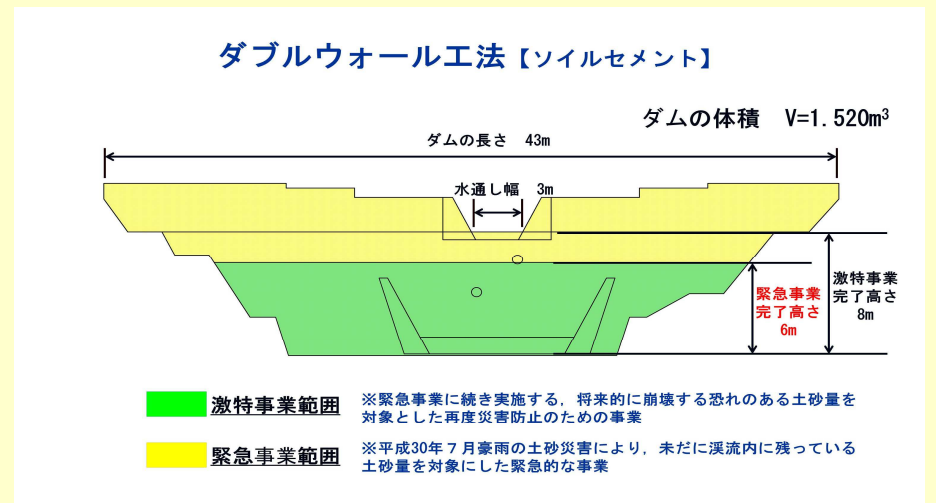 ダブルウォール工法【ソイルセメント】
ダムの体積　V=1.520m³
ダムの長さ　43m
水通し幅　3m
緊急事業
完了高さ
6m
激特事業
完了高さ
8m
激特事業範囲
※緊急事業に続き実施する，将来的に崩壊する恐れのある土砂量を
対象とした再度災害防止のための事業
緊急事業範囲
※平成30年７月豪雨の土砂災害により，未だに渓流内に残っている
土砂量を対象にした緊急的な事業